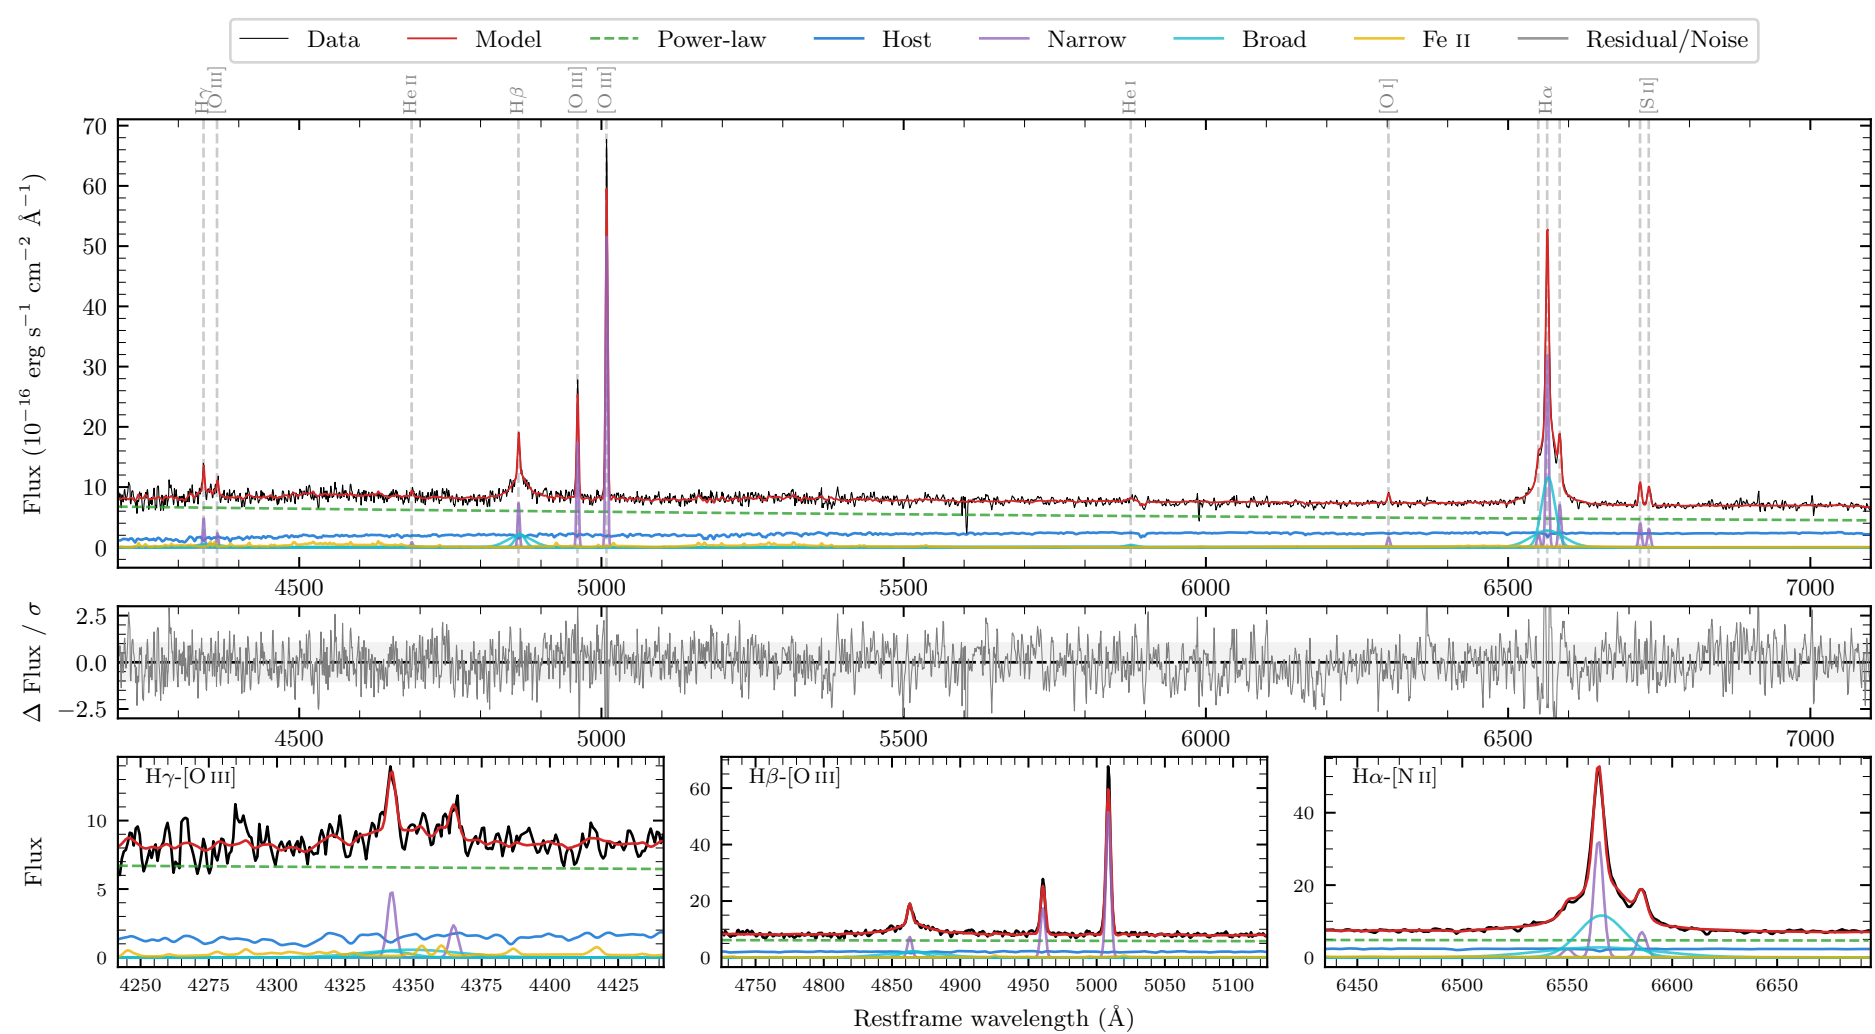 Data Model Power-law Host Narrow Broad Fe II Residual/Noise
Hγ [O III] He II Hβ [O III] [O III] He I [O I] Hα [S II]
Flux (10⁻¹⁶ erg s⁻¹ cm⁻² Å⁻¹)
70
60
50
40
30
20
10
0
4500 5000 5500 6000 6500 7000
Δ Flux / σ
2.5
0.0
−2.5
4500 5000 5500 6000 6500 7000
Flux
Hγ-[O III]
10
5
0
4250 4275 4300 4325 4350 4375 4400 4425
Hβ-[O III]
60
40
20
0
4750 4800 4850 4900 4950 5000 5050 5100
Hα-[N II]
40
20
0
6450 6500 6550 6600 6650
Restframe wavelength (Å)